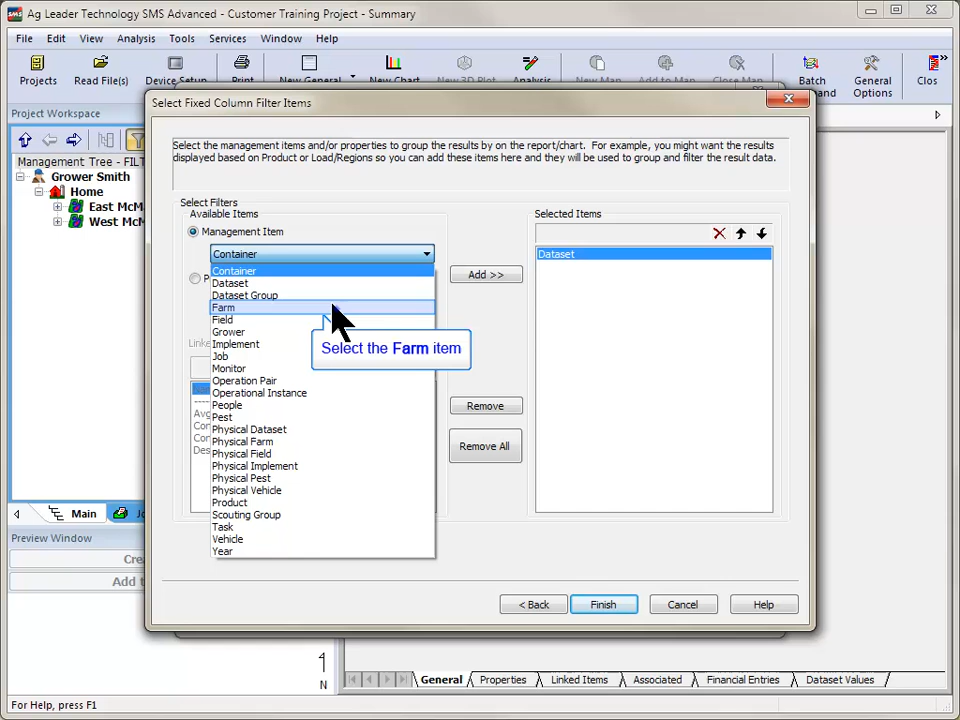 Ag Leader Technology SMS Advanced - Customer Training Project - Summary
File Edit View Analysis Tools Services Window Help
Projects Read File(s) Device Setup Print New General New Chart New 3D Plot Analysis New Map Add to Map Close Map Batch General Clos
Options
Select Fixed Column Filter Items
Project Workspace
Select the management items and/or properties to group the results by on the report/chart. For example, you might want the results
displayed based on Product or Load/Regions so you can add these items here and they will be used to group and filter the result data.
Management Tree - FILT
Grower Smith
Home
East McM
West McM
Select Filters
Available Items
Selected Items
Management Item
Container
Add >>
Dataset
Container
Dataset
Dataset Group
Farm
Field
Grower
Implement
Job
Monitor
Operation Pair
Operational Instance
People
Pest
Physical Dataset
Physical Farm
Physical Field
Physical Implement
Physical Pest
Physical Vehicle
Product
Scouting Group
Task
Vehicle
Year
Select the Farm item
Remove
Remove All
Main
Preview Window
Cre
Add t
< Back Finish Cancel Help
4
N
General Properties Linked Items Associated Financial Entries Dataset Values
For Help, press F1